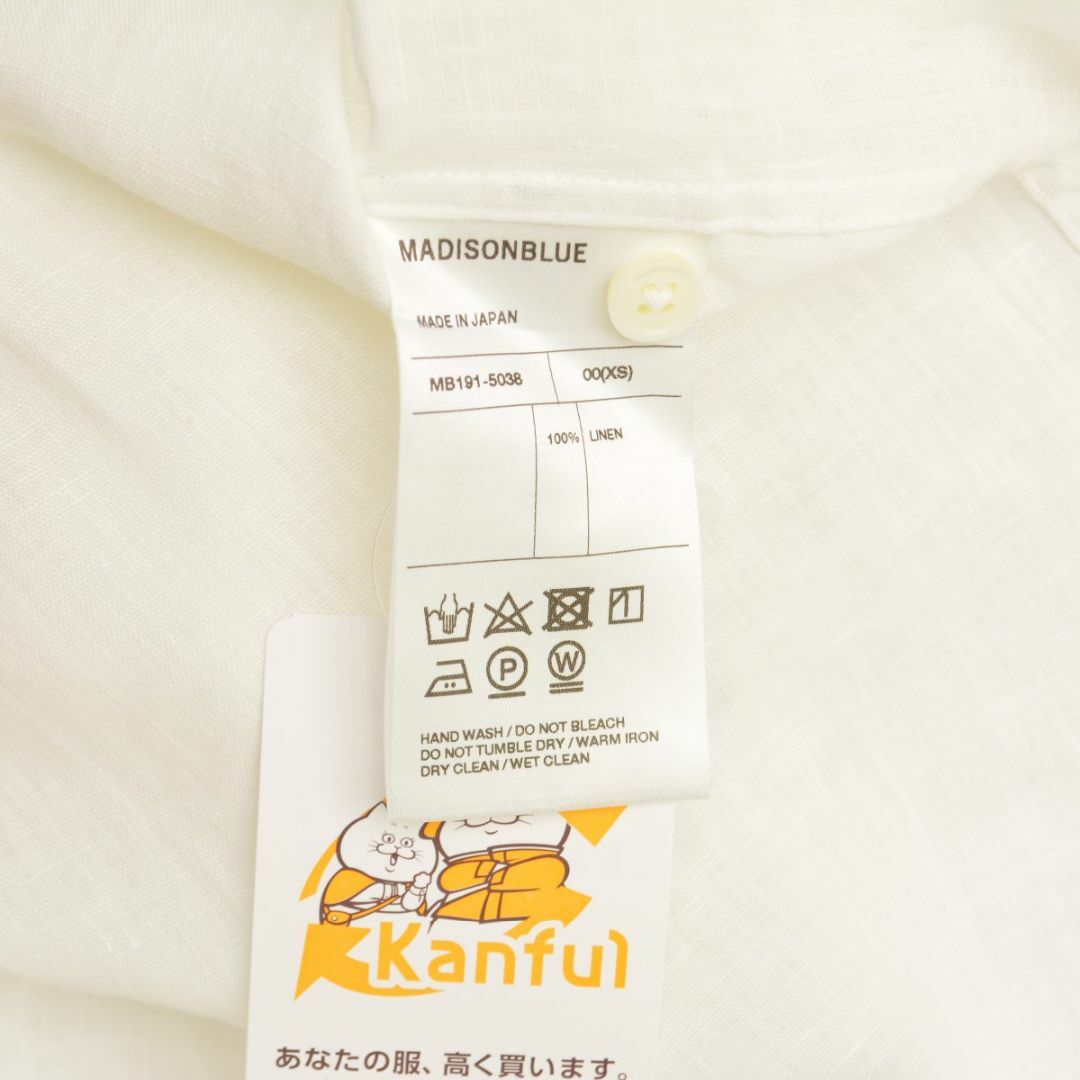 MADISONBLUE
MADE IN JAPAN
MB191-5038 00(XS)
100% LINEN
P W
HAND WASH / DO NOT BLEACH
DO NOT TUMBLE DRY / WARM IRON
DRY CLEAN / WET CLEAN
Kanful
あなたの服、高く買います。